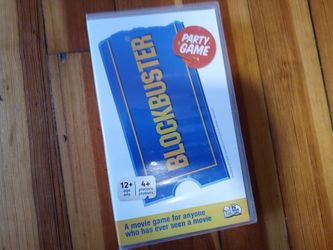 PARTY
GAME
BLOCKBUSTER®
12+
4+
A movie game for anyone
who has ever seen a movie